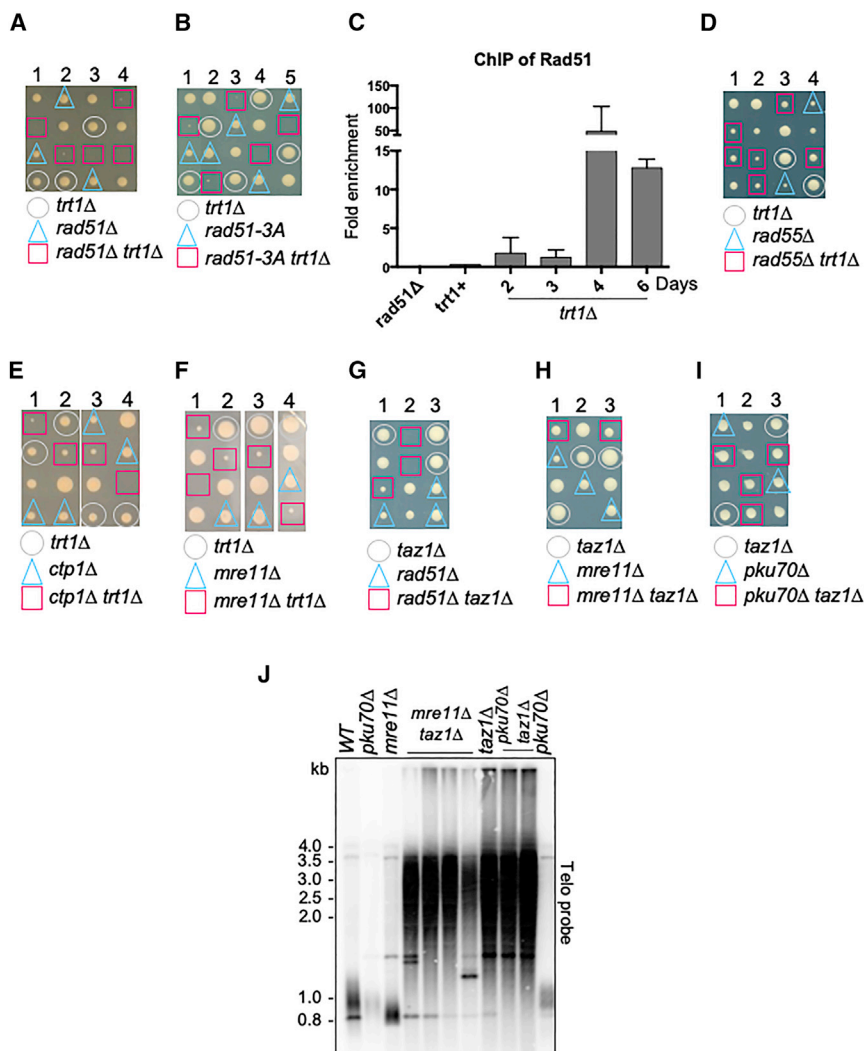 A
1 2 3 4
trt1Δ
rad51Δ
rad51Δ trt1Δ
B
1 2 3 4 5
trt1Δ
rad51-3A
rad51-3A trt1Δ
C
ChIP of Rad51
Fold enrichment
150
100
50
15
10
5
0
rad51Δ trt1+ 2 3 4 6 Days
trt1Δ
D
1 2 3 4
trt1Δ
rad55Δ
rad55Δ trt1Δ
E
1 2 3 4
trt1Δ
ctp1Δ
ctp1Δ trt1Δ
F
1 2 3 4
trt1Δ
mre11Δ
mre11Δ trt1Δ
G
1 2 3
taz1Δ
rad51Δ
rad51Δ taz1Δ
H
1 2 3
taz1Δ
mre11Δ
mre11Δ taz1Δ
I
1 2 3
taz1Δ
pku70Δ
pku70Δ taz1Δ
J
WT
pku70Δ
mre11Δ
mre11Δ
taz1Δ
taz1Δ
pku70Δ
taz1Δ
pku70Δ
kb
4.0 -
3.5 -
3.0 -
2.5 -
2.0 -
1.0 -
0.8 -
Telo probe